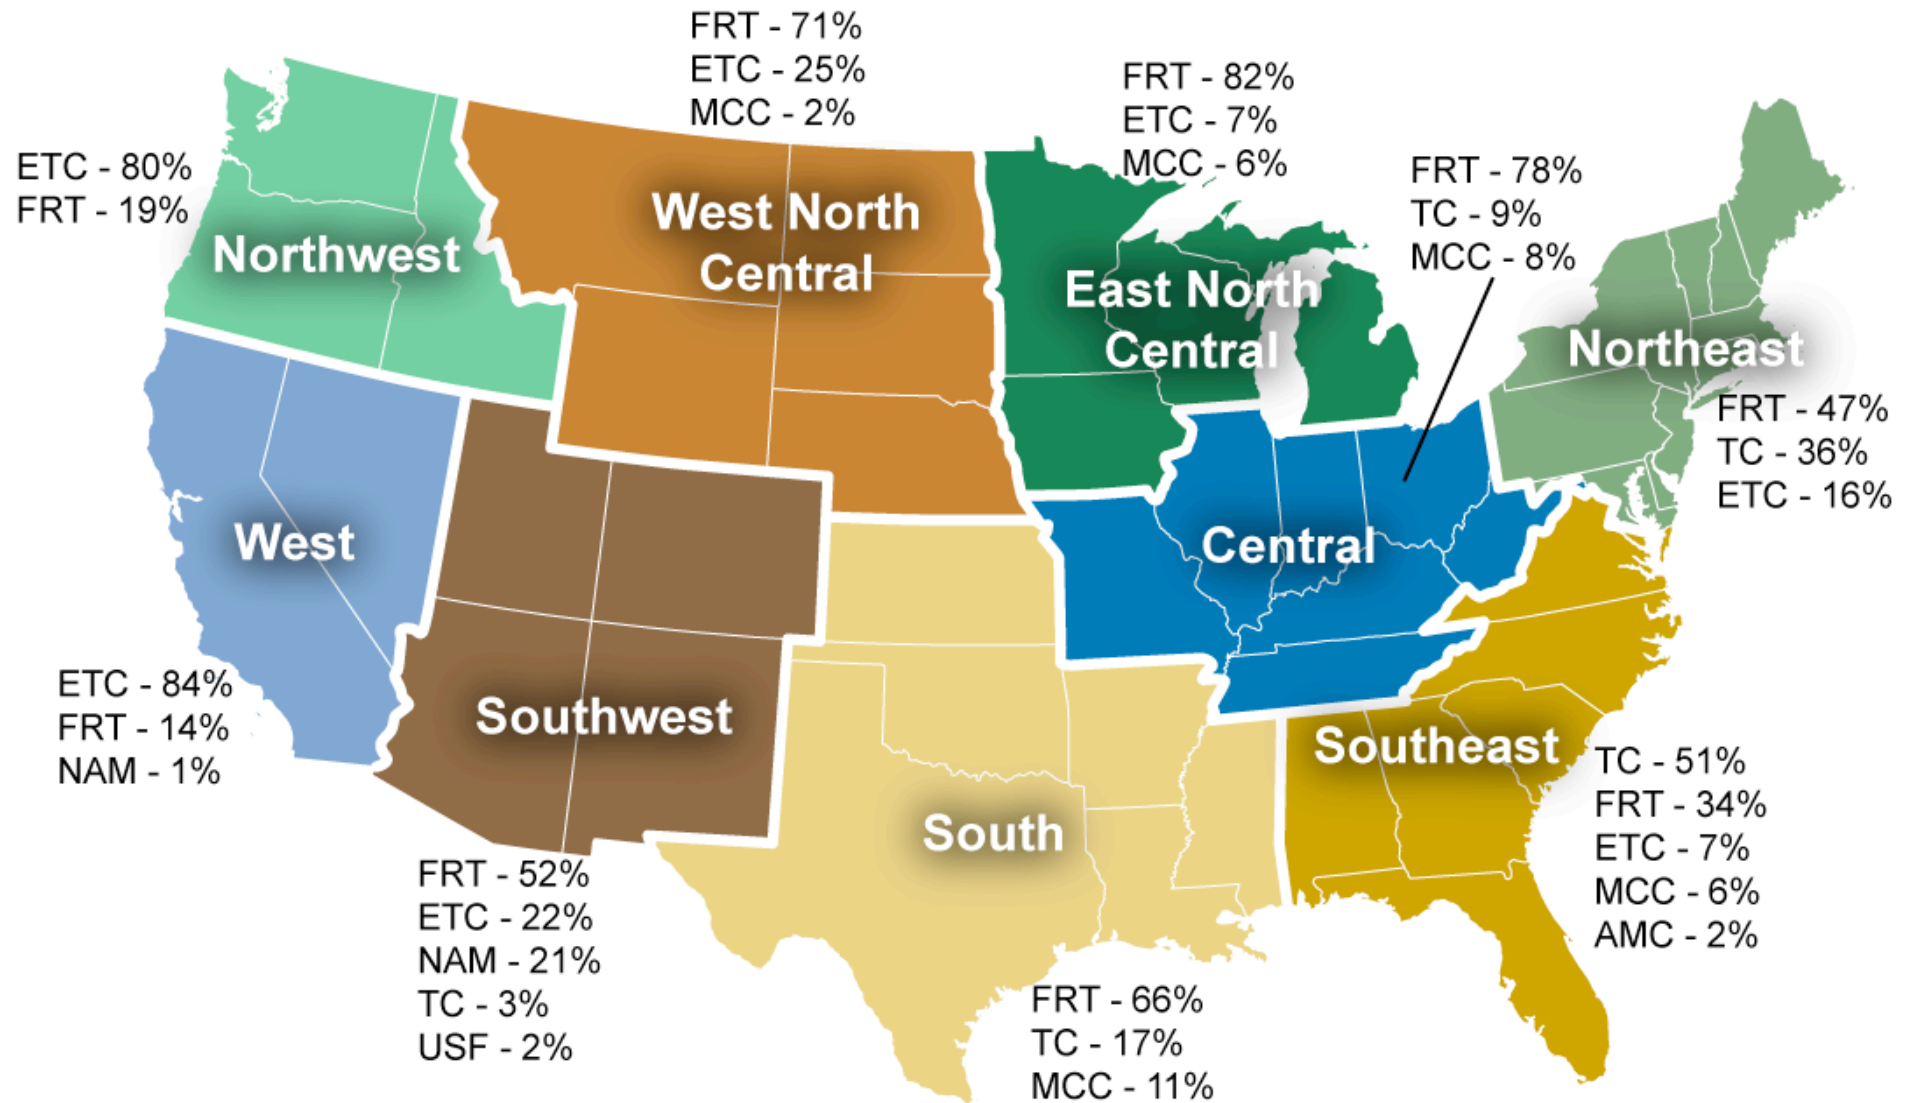 FRT - 71%
ETC - 25%
MCC - 2%
FRT - 82%
ETC - 7%
MCC - 6%
FRT - 78%
TC - 9%
MCC - 8%
ETC - 80%
FRT - 19%
Northwest
West North
Central
East North
Central
Northeast
FRT - 47%
TC - 36%
ETC - 16%
West
Central
ETC - 84%
FRT - 14%
NAM - 1%
Southwest
Southeast
TC - 51%
FRT - 34%
ETC - 7%
MCC - 6%
AMC - 2%
South
FRT - 52%
ETC - 22%
NAM - 21%
TC - 3%
USF - 2%
FRT - 66%
TC - 17%
MCC - 11%